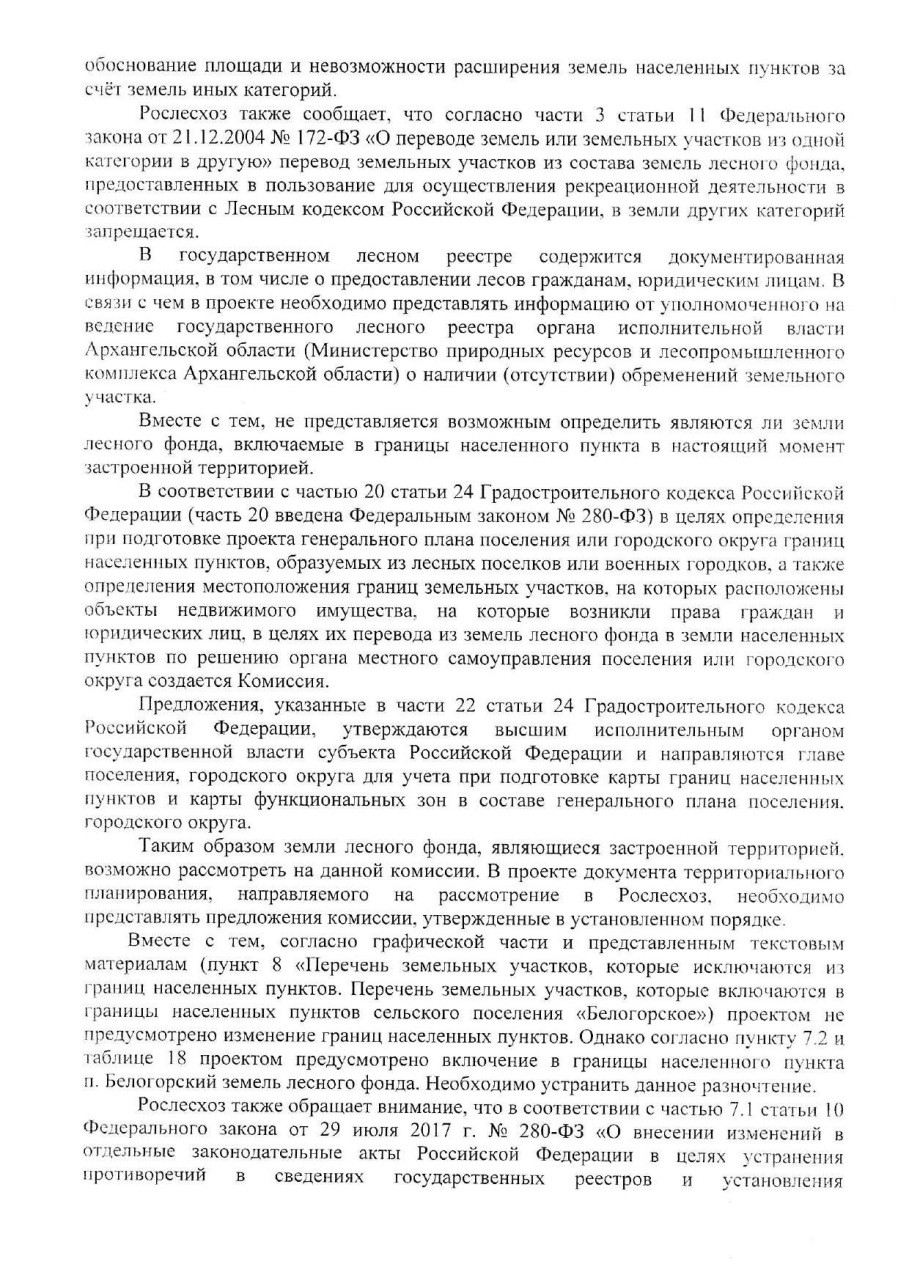 обоснование площади и невозможности расширения земель населенных пунктов за
счёт земель иных категорий.
Рослесхоз также сообщает, что согласно части 3 статьи 11 Федерального
закона от 21.12.2004 № 172-ФЗ «О переводе земель или земельных участков из одной
категории в другую» перевод земельных участков из состава земель лесного фонда,
предоставленных в пользование для осуществления рекреационной деятельности в
соответствии с Лесным кодексом Российской Федерации, в земли других категорий
запрещается.
В государственном лесном реестре содержится документированная
информация, в том числе о предоставлении лесов гражданам, юридическим лицам. В
связи с чем в проекте необходимо представлять информацию от уполномоченного на
ведение государственного лесного реестра органа исполнительной власти
Архангельской области (Министерство природных ресурсов и лесопромышленного
комплекса Архангельской области) о наличии (отсутствии) обременений земельного
участка.
Вместе с тем, не представляется возможным определить являются ли земли
лесного фонда, включаемые в границы населенного пункта в настоящий момент
застроенной территорией.
В соответствии с частью 20 статьи 24 Градостроительного кодекса Российской
Федерации (часть 20 введена Федеральным законом № 280-ФЗ) в целях определения
при подготовке проекта генерального плана поселения или городского округа границ
населенных пунктов, образуемых из лесных поселков или военных городков, а также
определения местоположения границ земельных участков, на которых расположены
объекты недвижимого имущества, на которые возникли права граждан и
юридических лиц, в целях их перевода из земель лесного фонда в земли населенных
пунктов по решению органа местного самоуправления поселения или городского
округа создается Комиссия.
Предложения, указанные в части 22 статьи 24 Градостроительного кодекса
Российской Федерации, утверждаются высшим исполнительным органом
государственной власти субъекта Российской Федерации и направляются главе
поселения, городского округа для учета при подготовке карты границ населенных
пунктов и карты функциональных зон в составе генерального плана поселения,
городского округа.
Таким образом земли лесного фонда, являющиеся застроенной территорией,
возможно рассмотреть на данной комиссии. В проекте документа территориального
планирования, направляемого на рассмотрение в Рослесхоз, необходимо
представлять предложения комиссии, утвержденные в установленном порядке.
Вместе с тем, согласно графической части и представленным текстовым
материалам (пункт 8 «Перечень земельных участков, которые исключаются из
границ населенных пунктов. Перечень земельных участков, которые включаются в
границы населенных пунктов сельского поселения «Белогорское») проектом не
предусмотрено изменение границ населенных пунктов. Однако согласно пункту 7.2 и
таблице 18 проектом предусмотрено включение в границы населенного пункта
п. Белогорский земель лесного фонда. Необходимо устранить данное разночтение.
Рослесхоз также обращает внимание, что в соответствии с частью 7.1 статьи 10
Федерального закона от 29 июля 2017 г. № 280-ФЗ «О внесении изменений в
отдельные законодательные акты Российской Федерации в целях устранения
противоречий в сведениях государственных реестров и установления